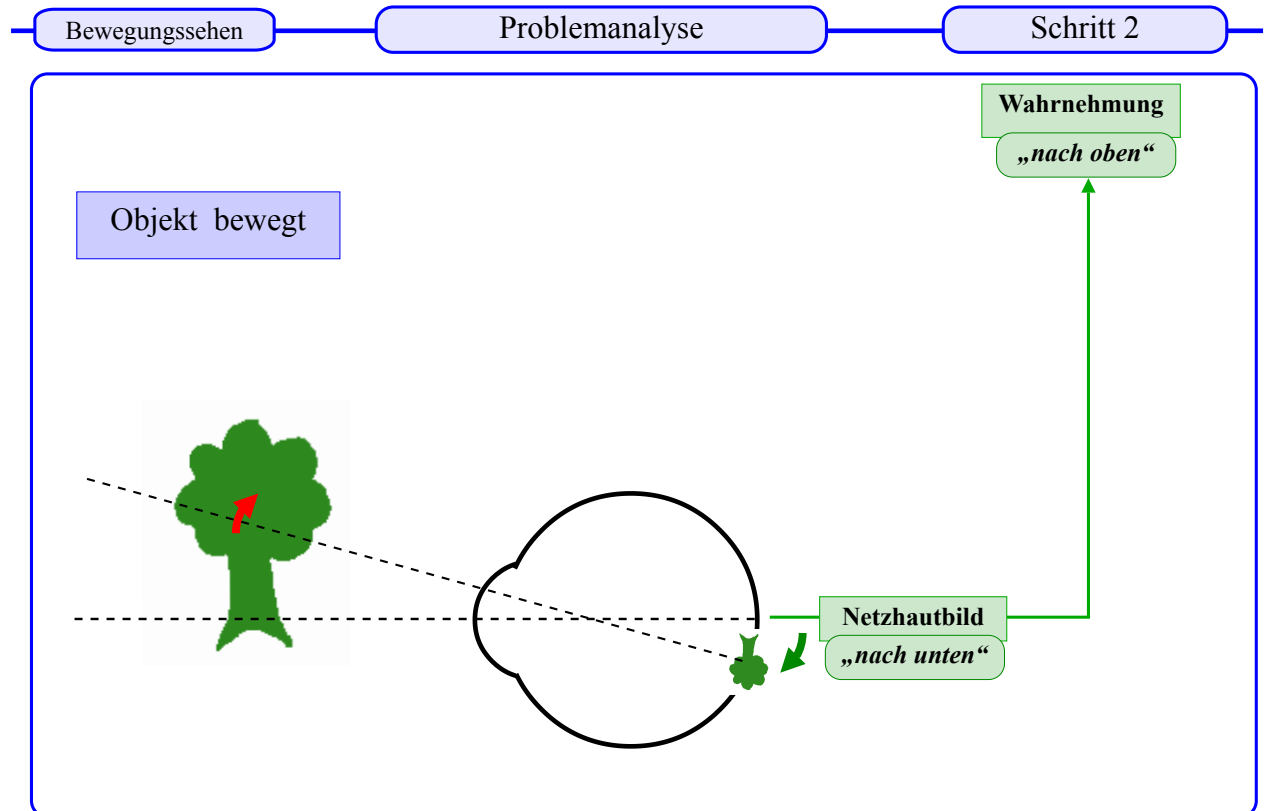 Bewegungssehen
Problemanalyse
Schritt 2
Wahrnehmung
„nach oben“
Objekt bewegt
Netzhautbild
„nach unten“